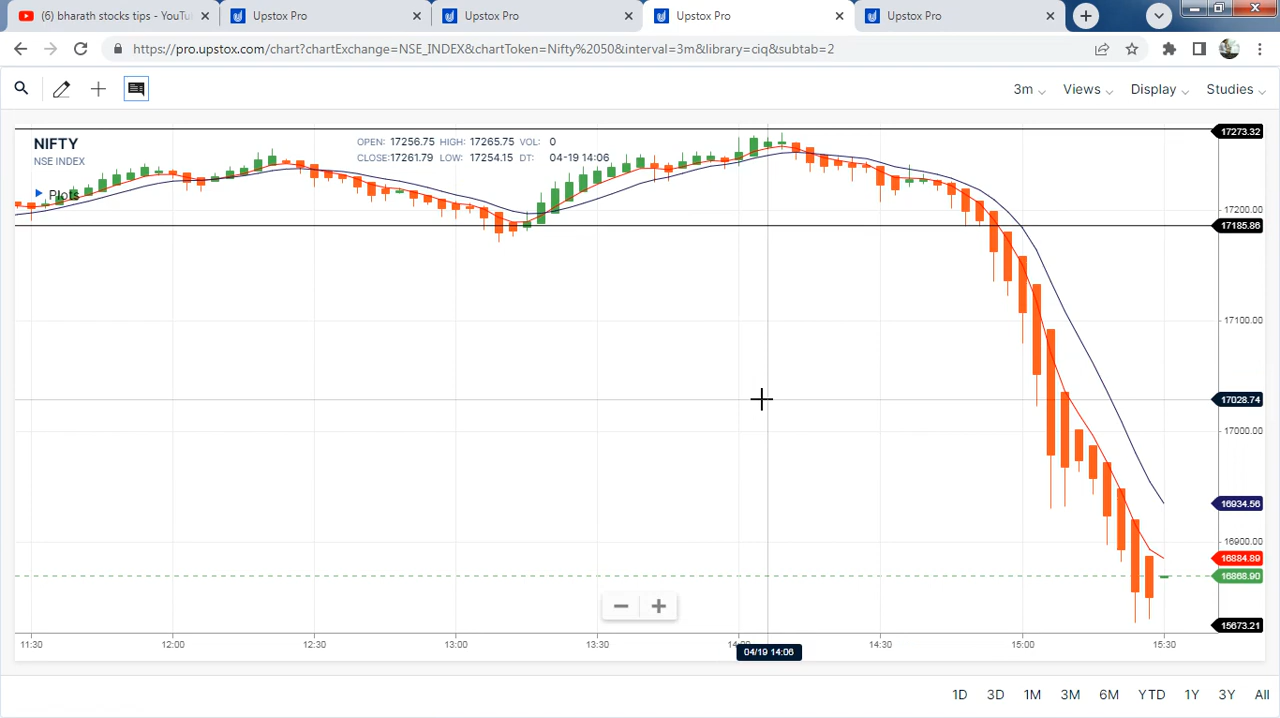 (6) bharath stocks tips - YouTu
Upstox Pro
Upstox Pro
Upstox Pro
Upstox Pro
https://pro.upstox.com/chart?chartExchange=NSE_INDEX&chartToken=Nifty%2050&interval=3m&library=ciq&subtab=2
3m Views Display Studies
NIFTY
NSE INDEX
Plots
OPEN: 17256.75 HIGH: 17265.75 VOL: 0
CLOSE:17261.79 LOW: 17254.15 DT: 04-19 14:06
17273.32
17200.00
17185.86
17100.00
17028.74
17000.00
16934.56
16900.00
16884.89
16868.90
15673.21
11:30 12:00 12:30 13:00 13:30 14:00 14:30 15:00 15:30
04/19 14:06
1D 3D 1M 3M 6M YTD 1Y 3Y All